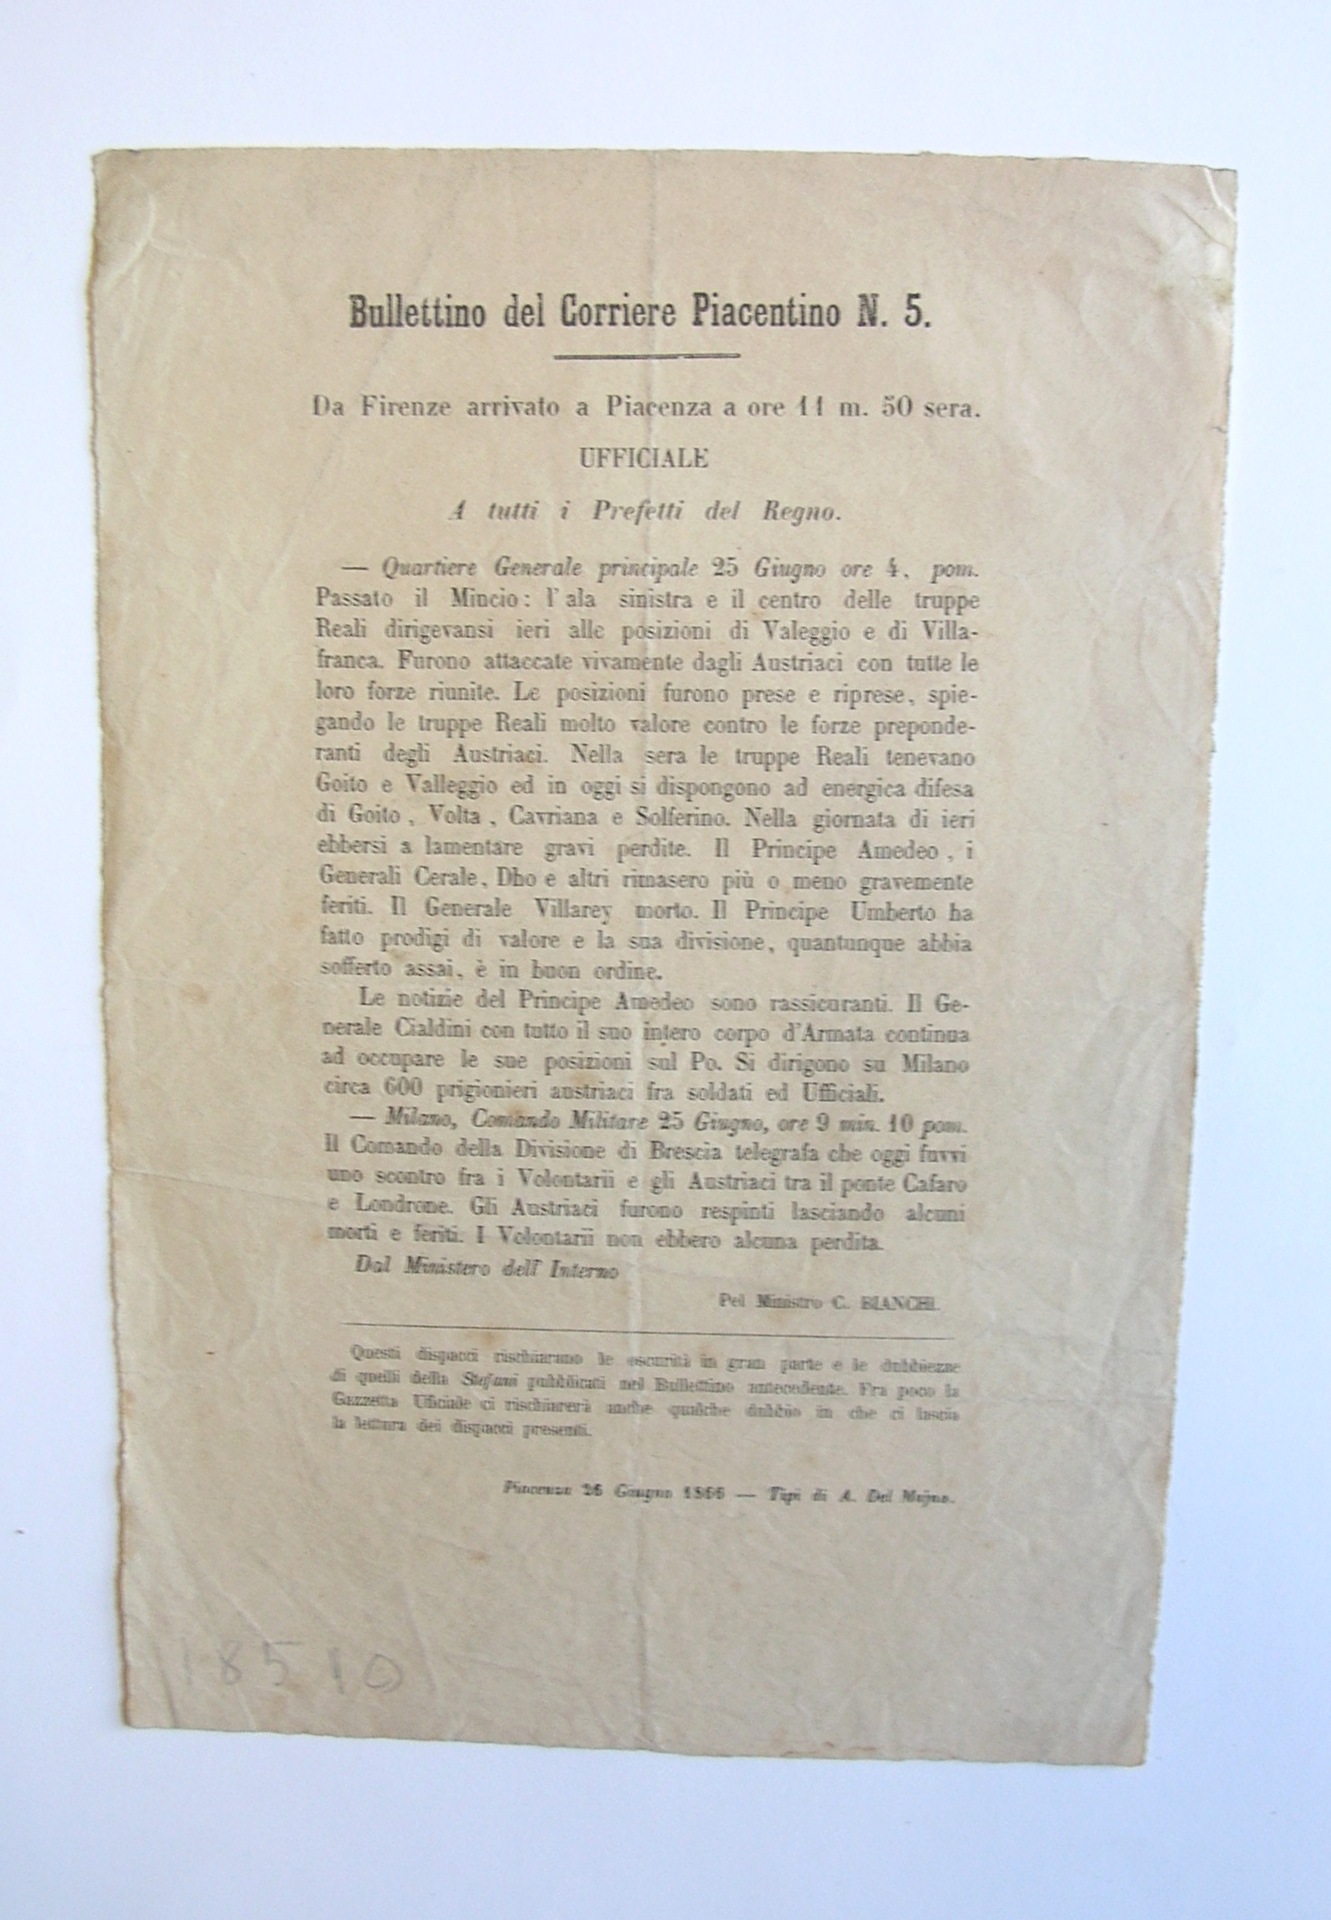 Bullettino del Corriere Piacentino N. 5.
Da Firenze arrivato a Piacenza a ore 11 m. 50 sera.
UFFICIALE
A tutti i Prefetti del Regno.
— Quartiere Generale principale 25 Giugno ore 4. pom.
Passato il Mincio: l'ala sinistra e il centro delle truppe
Reali dirigevansi ieri alle posizioni di Valeggio e di Villa-
franca. Furono attaccate vivamente dagli Austriaci con tutte le
loro forze riunite. Le posizioni furono prese e riprese, spie-
gando le truppe Reali molto valore contro le forze preponde-
ranti degli Austriaci. Nella sera le truppe Reali tenevano
Goito e Valleggio ed in oggi si dispongono ad energica difesa
di Goito, Volta, Cavriana e Solferino. Nella giornata di ieri
ebbersi a lamentare gravi perdite. Il Principe Amedeo, i
Generali Cerale, Dho e altri rimasero più o meno gravemente
feriti. Il Generale Villarey morto. Il Principe Umberto ha
fatto prodigi di valore e la sua divisione, quantunque abbia
sofferto assai, è in buon ordine.
Le notizie del Principe Amedeo sono rassicuranti. Il Ge-
nerale Cialdini con tutto il suo intero corpo d'Armata continua
ad occupare le sue posizioni sul Po. Si dirigono su Milano
circa 600 prigionieri austriaci fra soldati ed Ufficiali.
— Milano, Comando Militare 25 Giugno, ore 9 min. 10 pom.
Il Comando della Divisione di Brescia telegrafa che oggi fuvvi
uno scontro fra i Volontarii e gli Austriaci tra il ponte Cafaro
e Londrone. Gli Austriaci furono respinti lasciando alcuni
morti e feriti. I Volontarii non ebbero alcuna perdita.
Dal Ministero dell'Interno
Pel Ministro C. BIANCHI.
Questi dispacci rischiarano le oscurità in gran parte e le dubbiezze
di quelli della Stefani pubblicati nel Bullettino antecedente. Fra poco la
Gazzetta Uficiale ci rischiarerà anche qualche dubbio in che ci lascia
la lettura dei dispacci presenti.
Piacenza 26 Giugno 1866 — Tipi di A. Del Majno.
18510